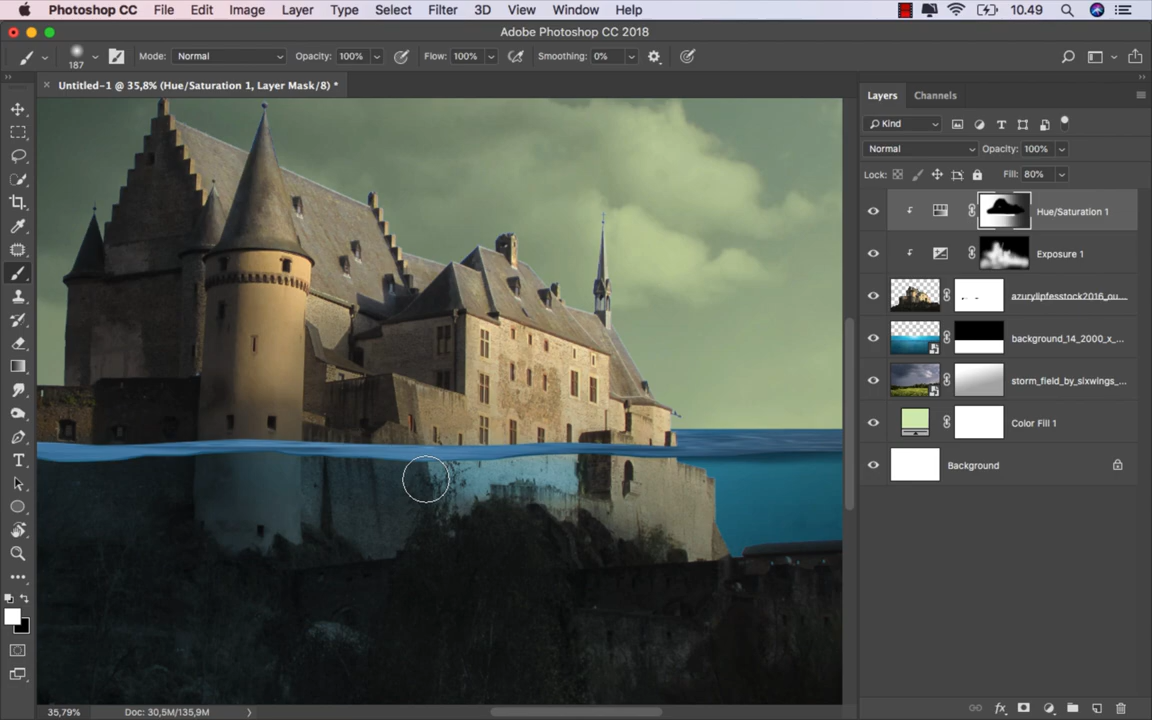 Photoshop CC File Edit Image Layer Type Select Filter 3D View Window Help 10.49
Adobe Photoshop CC 2018
187 Mode: Normal Opacity: 100% Flow: 100% Smoothing: 0%
Untitled-1 @ 35,8% (Hue/Saturation 1, Layer Mask/8) *
Layers Channels
Kind
Normal Opacity: 100%
Lock: Fill: 80%
Hue/Saturation 1
Exposure 1
azurylipfesstock2016_ou...
background_14_2000_x_...
storm_field_by_sixwings_...
Color Fill 1
Background
35,79% Doc: 30,5M/135,9M